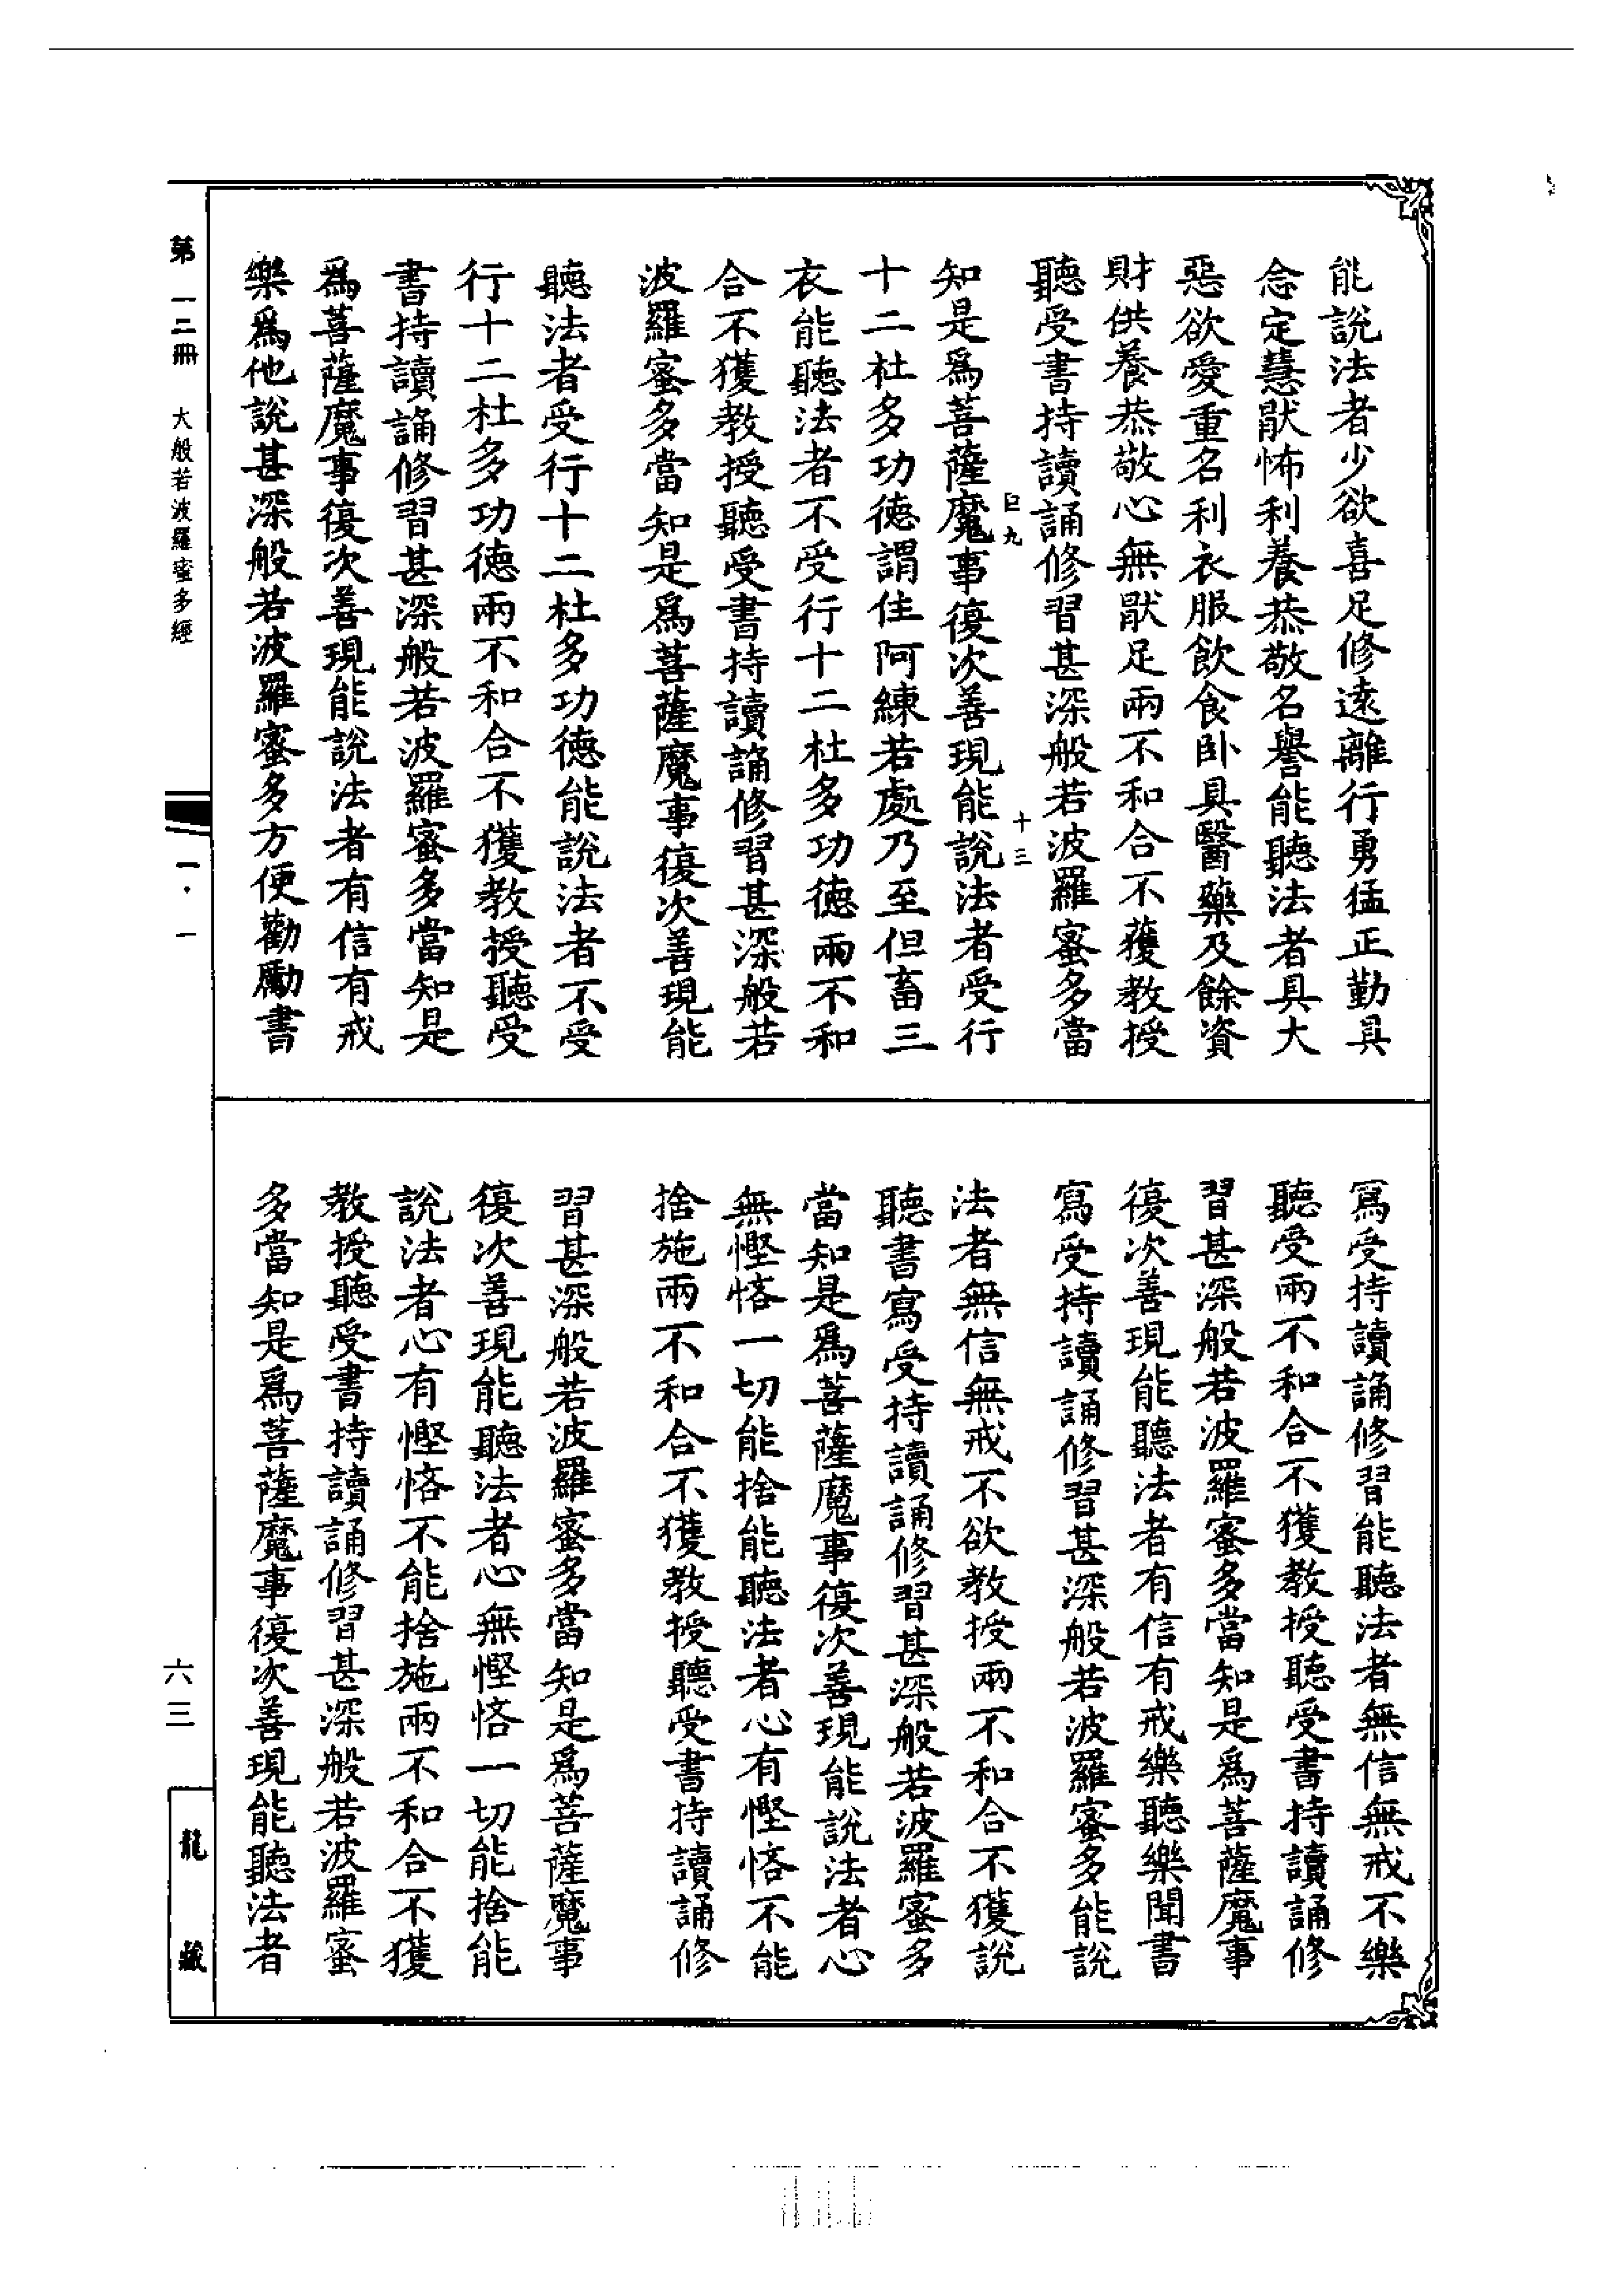 能說法者少欲喜足修遠離行勇猛正勤具
念定慧猒怖利養恭敬名譽能聽法者具大
惡欲愛重名利衣服飲食卧具醫藥及餘資
財供養恭敬心無猒足兩不和合不獲教授
聽受書持讀誦修習甚深般若波羅蜜多當
巨九
十三
知是爲菩薩魔事復次善現能說法者受行
十二杜多功德謂住阿練若處乃至但畜三
衣能聽法者不受行十二杜多功德兩不和
合不獲教授聽受書持讀誦修習甚深般若
波羅蜜多當知是爲菩薩魔事復次善現能
聽法者受行十二杜多功德能說法者不受
行十二杜多功德兩不和合不獲教授聽受
書持讀誦修習甚深般若波羅蜜多當知是
爲菩薩魔事復次善現能說法者有信有戒
樂爲他說甚深般若波羅蜜多方便勸勵書
寫受持讀誦修習能聽法者無信無戒不樂
聽受兩不和合不獲教授聽受書持讀誦修
習甚深般若波羅蜜多當知是爲菩薩魔事
復次善現能聽法者有信有戒樂聽樂聞書
寫受持讀誦修習甚深般若波羅蜜多能說
法者無信無戒不欲教授兩不和合不獲說
聽書寫受持讀誦修習甚深般若波羅蜜多
當知是爲菩薩魔事復次善現能說法者心
無慳悋一切能捨能聽法者心有慳悋不能
捨施兩不和合不獲教授聽受書持讀誦修
習甚深般若波羅蜜多當知是爲菩薩魔事
復次善現能聽法者心無慳悋一切能捨能
說法者心有慳悋不能捨施兩不和合不獲
教授聽受書持讀誦修習甚深般若波羅蜜
多當知是爲菩薩魔事復次善現能聽法者
第一二冊 大般若波羅蜜多經
一·一
六三
龍藏